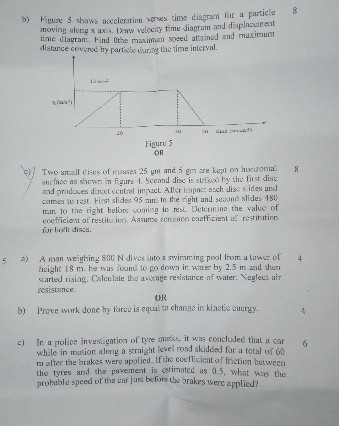 b) Figure 5 shows acceleration verses time diagram for a particle 8
moving along x axis. Draw velocity time diagram and displacement
time diagram. Find the maximum speed attained and maximum
distance covered by particle during the time interval.
20
Figure 5
OR
c) Two small discs of masses 25 gm and 5 gm are kept on horizontal 8
surface as shown in figure 4. Second disc is striked by the first disc
and produces direct central impact. After impact each disc slides and
comes to rest. First slides 95 mm to the right and second slides 480
mm to the right before coming to rest. Determine the value of
coefficient of restitution. Assume common coefficient of restitution
for both discs.
5 a) A man weighing 800 N dives into a swimming pool from a tower of 4
height 18 m. he was found to go down in water by 2.5 m and then
started rising. Calculate the average resistance of water. Neglect air
resistance.
OR
b) Prove work done by force is equal to change in kinetic energy. 4
c) In a police investigation of tyre marks, it was concluded that a car 6
while in motion along a straight level road skidded for a total of 60
m after the brakes were applied. If the coefficient of friction between
the tyres and the pavement is estimated as 0.5, what was the
probable speed of the car just before the brakes were applied?